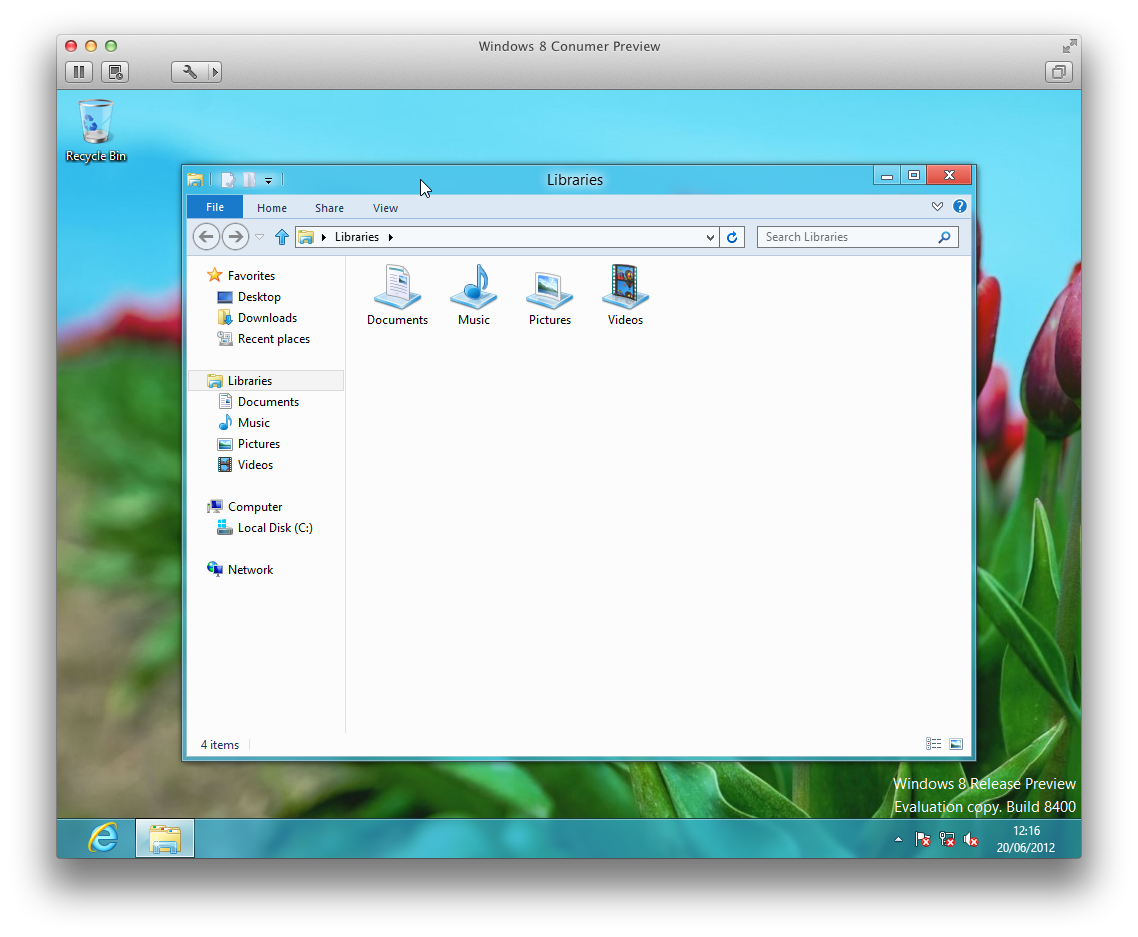 Windows 8 Conumer Preview
Recycle Bin
Libraries
File Home Share View
Libraries
Search Libraries
Favorites
Desktop
Downloads
Recent places
Libraries
Documents
Music
Pictures
Videos
Computer
Local Disk (C:)
Network
Documents Music Pictures Videos
4 items
Windows 8 Release Preview
Evaluation copy. Build 8400
12:16
20/06/2012